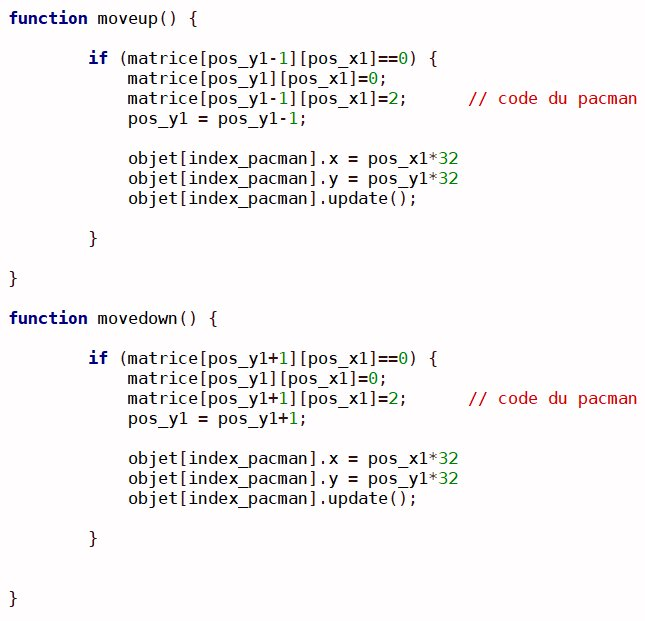 function moveup() {
if (matrice[pos_y1-1][pos_x1]==0) {
matrice[pos_y1][pos_x1]=0;
matrice[pos_y1-1][pos_x1]=2; // code du pacman
pos_y1 = pos_y1-1;
objet[index_pacman].x = pos_x1*32
objet[index_pacman].y = pos_y1*32
objet[index_pacman].update();
}
}
function movedown() {
if (matrice[pos_y1+1][pos_x1]==0) {
matrice[pos_y1][pos_x1]=0;
matrice[pos_y1+1][pos_x1]=2; // code du pacman
pos_y1 = pos_y1+1;
objet[index_pacman].x = pos_x1*32
objet[index_pacman].y = pos_y1*32
objet[index_pacman].update();
}
}